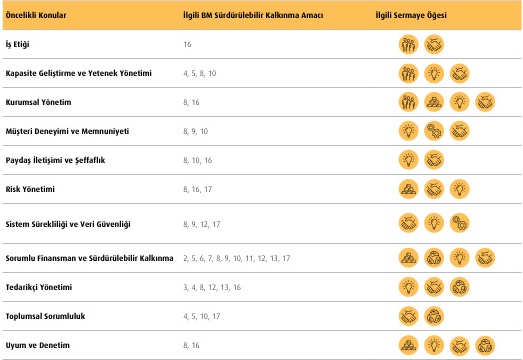 Öncelikli Konular İlgili BM Sürdürülebilir Kalkınma Amacı İlgili Sermaye Öğesi
İş Etiği 16
Kapasite Geliştirme ve Yetenek Yönetimi 4, 5, 8, 10
Kurumsal Yönetim 8, 16
Müşteri Deneyimi ve Memnuniyeti 8, 9, 10
Paydaş İletişimi ve Şeffaflık 8, 10, 16
Risk Yönetimi 8, 16, 17
Sistem Sürekliliği ve Veri Güvenliği 8, 9, 12, 17
Sorumlu Finansman ve Sürdürülebilir Kalkınma 2, 5, 6, 7, 8, 9, 10, 11, 12, 13, 17
Tedarikçi Yönetimi 3, 4, 8, 12, 13, 16
Toplumsal Sorumluluk 4, 5, 10, 17
Uyum ve Denetim 8, 16